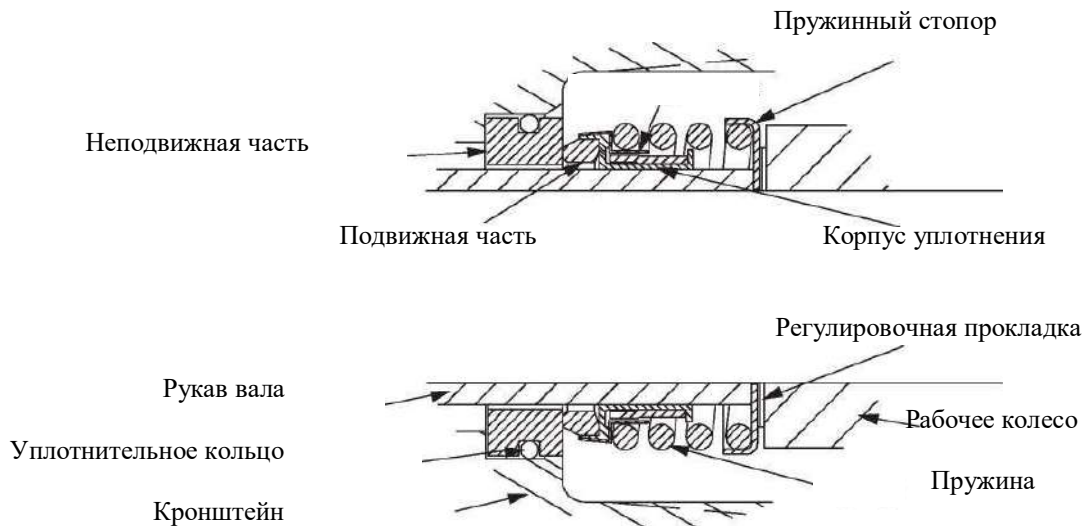 Пружинный стопор
Неподвижная часть
Подвижная часть
Корпус уплотнения
Регулировочная прокладка
Рукав вала
Рабочее колесо
Уплотнительное кольцо
Пружина
Кронштейн